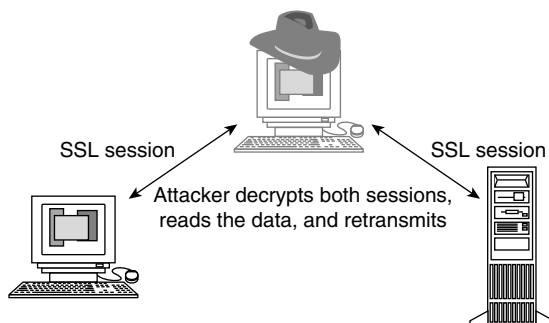 SSL session
SSL session
Attacker decrypts both sessions,
reads the data, and retransmits